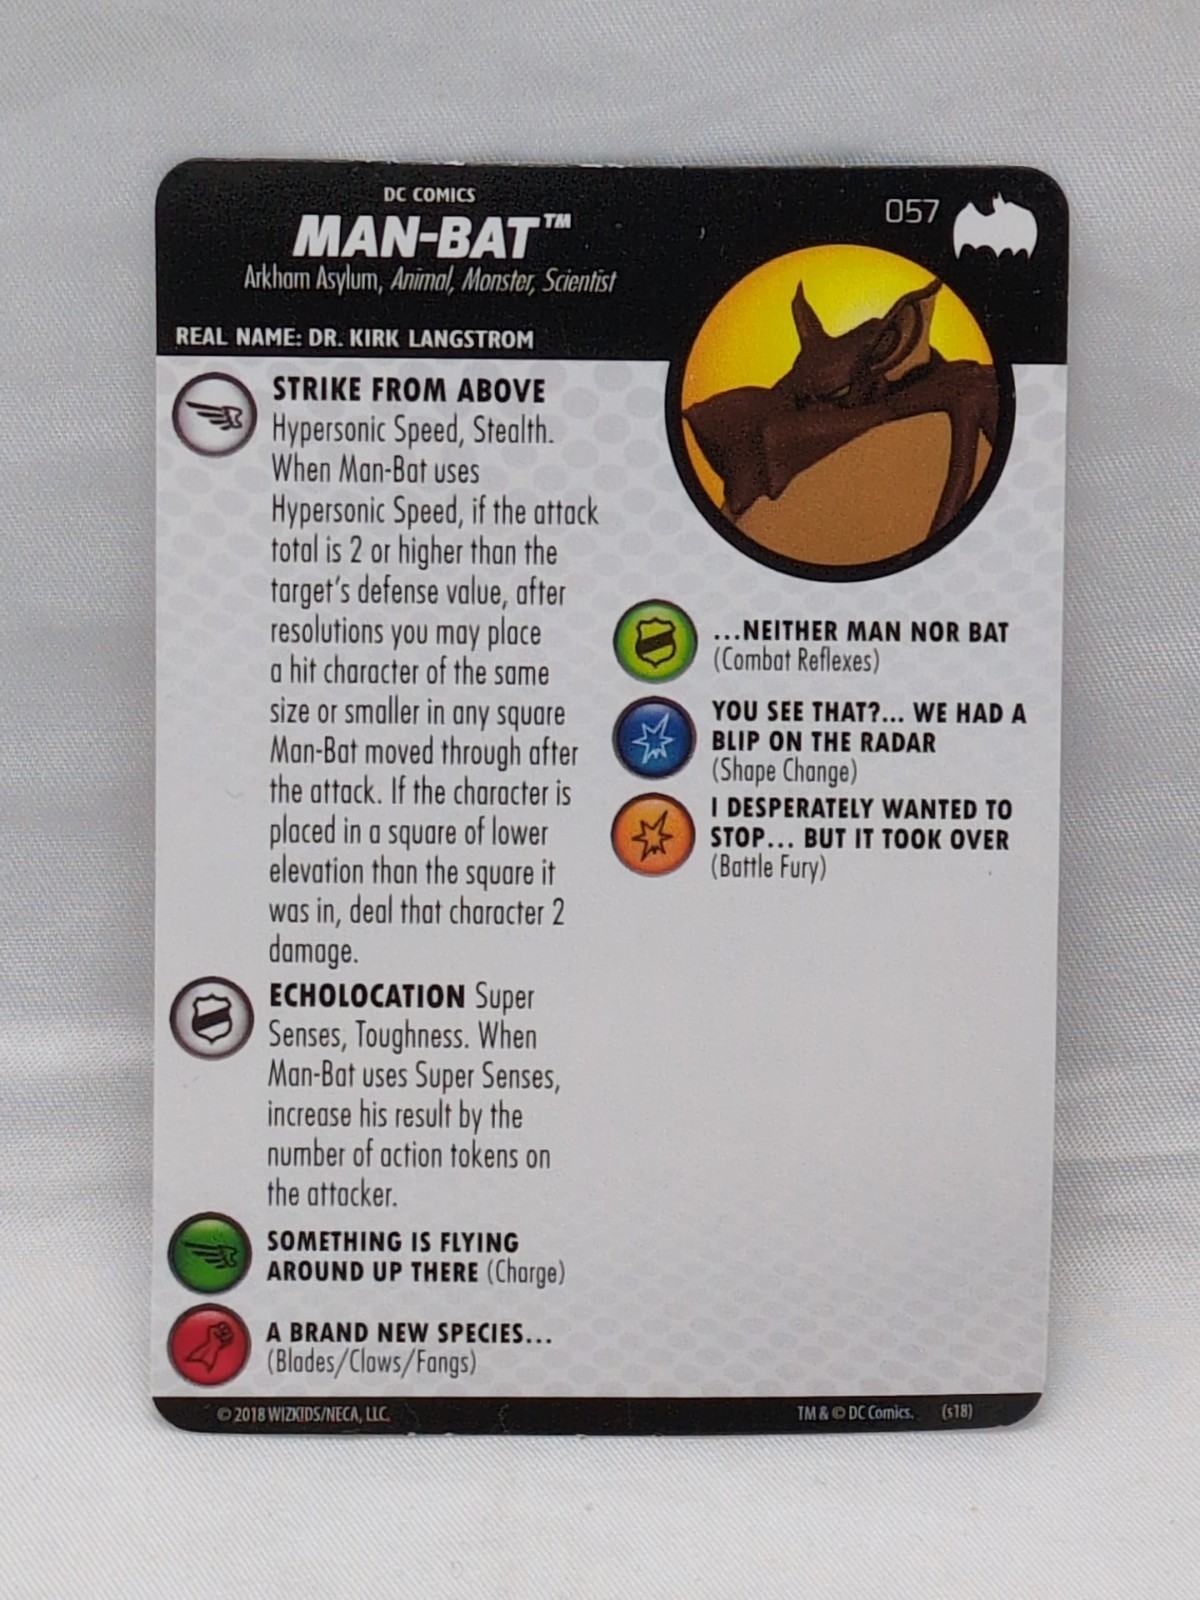 DC COMICS
MAN-BAT™
Arkham Asylum, Animal, Monster, Scientist
057
REAL NAME: DR. KIRK LANGSTROM
STRIKE FROM ABOVE
Hypersonic Speed, Stealth.
When Man-Bat uses
Hypersonic Speed, if the attack
total is 2 or higher than the
target's defense value, after
resolutions you may place
a hit character of the same
size or smaller in any square
Man-Bat moved through after
the attack. If the character is
placed in a square of lower
elevation than the square it
was in, deal that character 2
damage.
ECHOLOCATION Super
Senses, Toughness. When
Man-Bat uses Super Senses,
increase his result by the
number of action tokens on
the attacker.
SOMETHING IS FLYING
AROUND UP THERE (Charge)
A BRAND NEW SPECIES...
(Blades/Claws/Fangs)
...NEITHER MAN NOR BAT
(Combat Reflexes)
YOU SEE THAT?... WE HAD A
BLIP ON THE RADAR
(Shape Change)
I DESPERATELY WANTED TO
STOP... BUT IT TOOK OVER
(Battle Fury)
© 2018 WIZKIDS/NECA, LLC.
TM & © DC Comics. (s18)